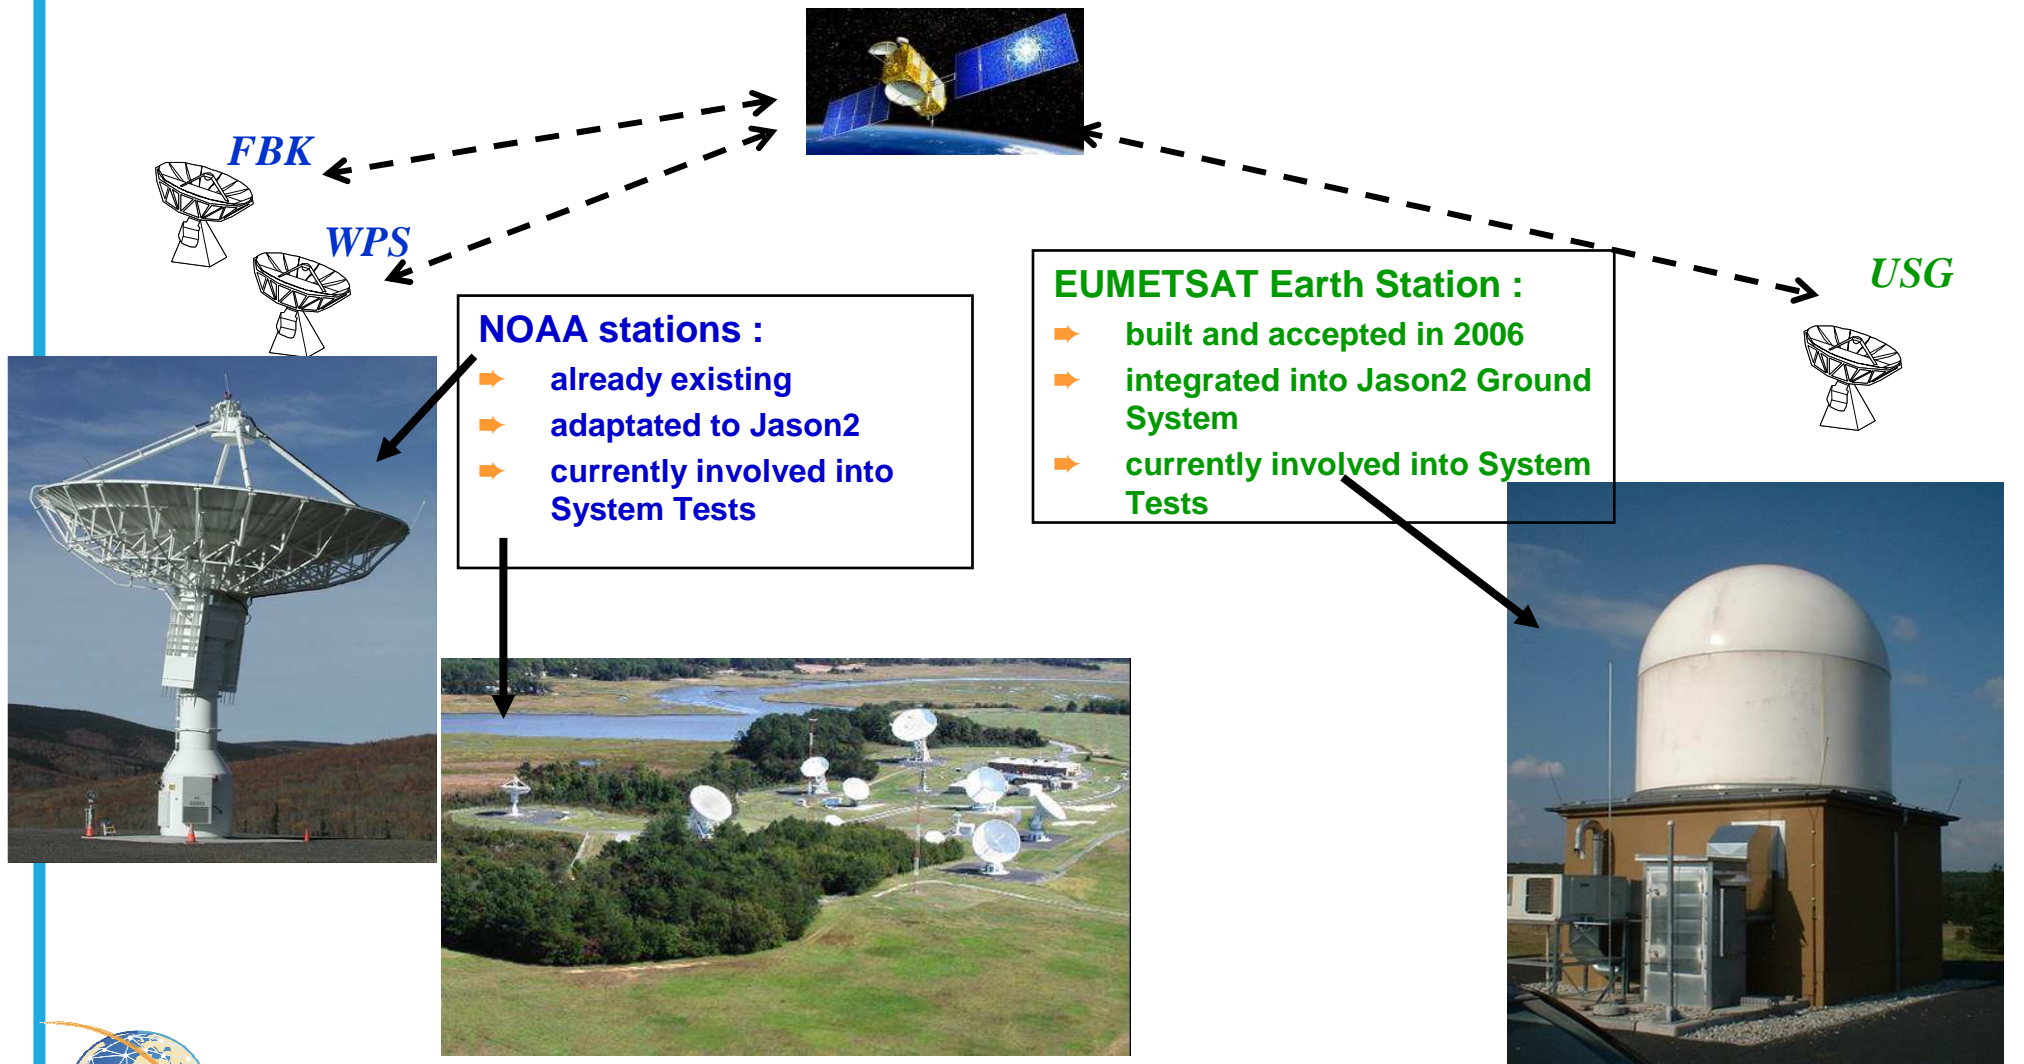 FBK
WPS
USG
NOAA stations :
already existing
adaptated to Jason2
currently involved into
System Tests
EUMETSAT Earth Station :
built and accepted in 2006
integrated into Jason2 Ground
System
currently involved into System
Tests